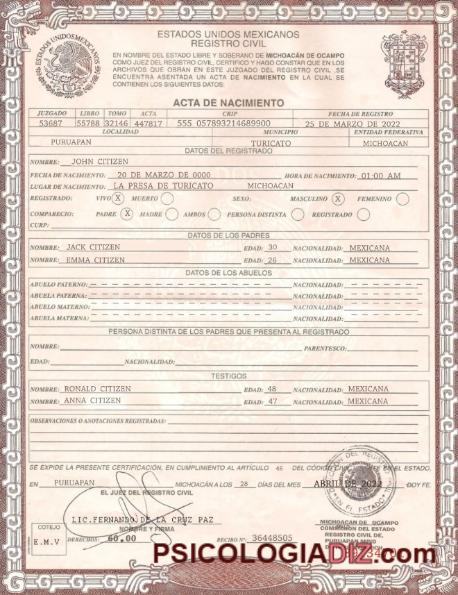 ESTADOS UNIDOS MEXICANOS
REGISTRO CIVIL
ESTADOS UNIDOS MEXICANOS
EN NOMBRE DEL ESTADO LIBRE Y SOBERANO DE MICHOACÁN DE OCAMPO
COMO JUEZ DEL REGISTRO CIVIL, CERTIFICO Y HAGO CONSTAR QUE EN LOS
ARCHIVOS QUE OBRAN EN ESTE JUZGADO DEL REGISTRO CIVIL, SE
ENCUENTRA ASENTADA UN ACTA DE NACIMIENTO EN LA CUAL SE
CONTIENEN LOS SIGUIENTES DATOS:
ACTA DE NACIMIENTO
JUZGADO LIBRO TOMO ACTA CRIP FECHA DE REGISTRO
53687 55788 32146 447817 555 057893214689900 25 DE MARZO DE 2022
LOCALIDAD MUNICIPIO ENTIDAD FEDERATIVA
PURUAPAN TURICATO MICHOACAN
DATOS DEL REGISTRADO
NOMBRE: JOHN CITIZEN
FECHA DE NACIMIENTO: 20 DE MARZO DE 0000 HORA DE NACIMIENTO: 01:00 AM
LUGAR DE NACIMIENTO: LA PRESA DE TURICATO MICHOACAN
REGISTRADO: VIVO X MUERTO SEXO: MASCULINO X FEMENINO
COMPARECIO: PADRE X MADRE AMBOS PERSONA DISTINTA REGISTRADO
CURP:
DATOS DE LOS PADRES
NOMBRE: JACK CITIZEN EDAD: 30 NACIONALIDAD: MEXICANA
NOMBRE: EMMA CITIZEN EDAD: 26 NACIONALIDAD: MEXICANA
DATOS DE LOS ABUELOS
ABUELO PATERNO: NACIONALIDAD:
ABUELA PATERNA: NACIONALIDAD:
ABUELO MATERNO: NACIONALIDAD:
ABUELA MATERNA: NACIONALIDAD:
PERSONA DISTINTA DE LOS PADRES QUE PRESENTA AL REGISTRADO
NOMBRE: PARENTESCO:
EDAD: NACIONALIDAD:
TESTIGOS
NOMBRE: RONALD CITIZEN EDAD: 48 NACIONALIDAD: MEXICANA
NOMBRE: ANNA CITIZEN EDAD: 47 NACIONALIDAD: MEXICANA
OBSERVACIONES O ANOTACIONES REGISTRADAS:
SE EXPIDE LA PRESENTE CERTIFICACIÓN, EN CUMPLIMIENTO AL ARTÍCULO 45 DEL CÓDIGO EN EL ESTADO.
EN PURUAPAN MICHOACÁN A LOS 28 DÍAS DEL MES ABRIL DE 2022 DOY FE.
EL JUEZ DEL REGISTRO CIVIL
LIC.FERNANDO DE LA CRUZ PAZ
NOMBRE Y FIRMA
COTEJO
E.M.V
DERECHOS 60.00 RECIBO Nº 36448505
MICHOACAN DE OCAMPO
COMISION DEL REGISTRO
CIVIL DE,
PSICOLOGIADIZ.com